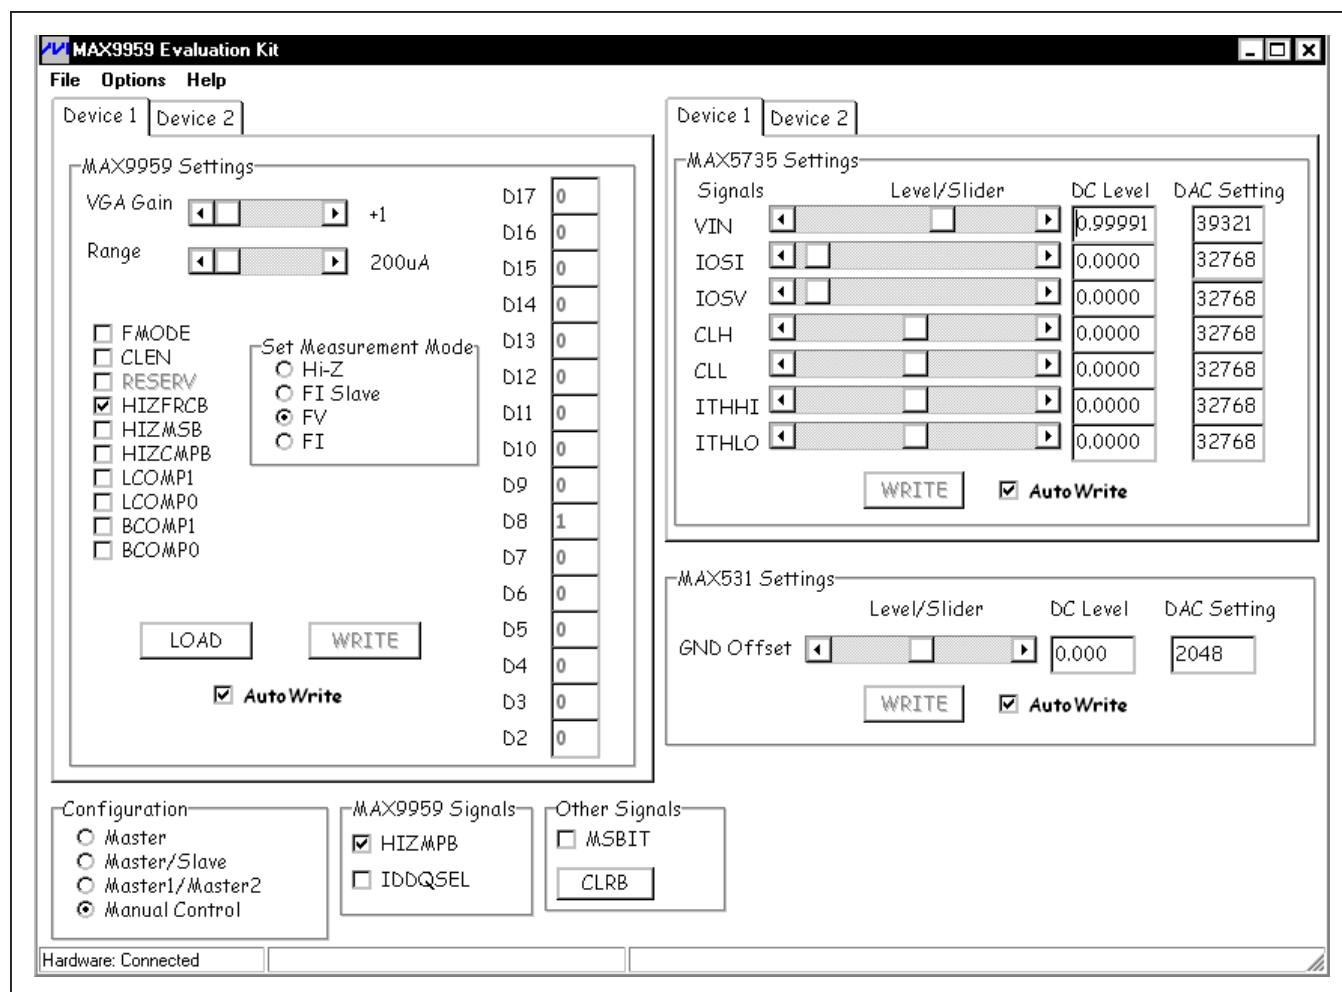 MAX9959 Evaluation Kit
File Options Help
Device 1 Device 2
MAX9959 Settings
VGA Gain +1
Range 200uA
FMODE
CLEN
RESERV
HIZFRCB
HIZMSB
HIZCMPB
LCOMP1
LCOMP0
BCOMP1
BCOMP0
Set Measurement Mode
Hi-Z
FI Slave
FV
FI
D17 0
D16 0
D15 0
D14 0
D13 0
D12 0
D11 0
D10 0
D9 0
D8 1
D7 0
D6 0
D5 0
D4 0
D3 0
D2 0
LOAD WRITE
AutoWrite
Device 1 Device 2
MAX5735 Settings
Signals Level/Slider DC Level DAC Setting
VIN 0.99991 39321
IOSI 0.0000 32768
IOSV 0.0000 32768
CLH 0.0000 32768
CLL 0.0000 32768
ITHHI 0.0000 32768
ITHLO 0.0000 32768
WRITE AutoWrite
MAX531 Settings
Level/Slider DC Level DAC Setting
GND Offset 0.000 2048
WRITE AutoWrite
Configuration
Master
Master/Slave
Master1/Master2
Manual Control
MAX9959 Signals
HIZMPB
IDDQSEL
Other Signals
MSBIT
CLRB
Hardware: Connected